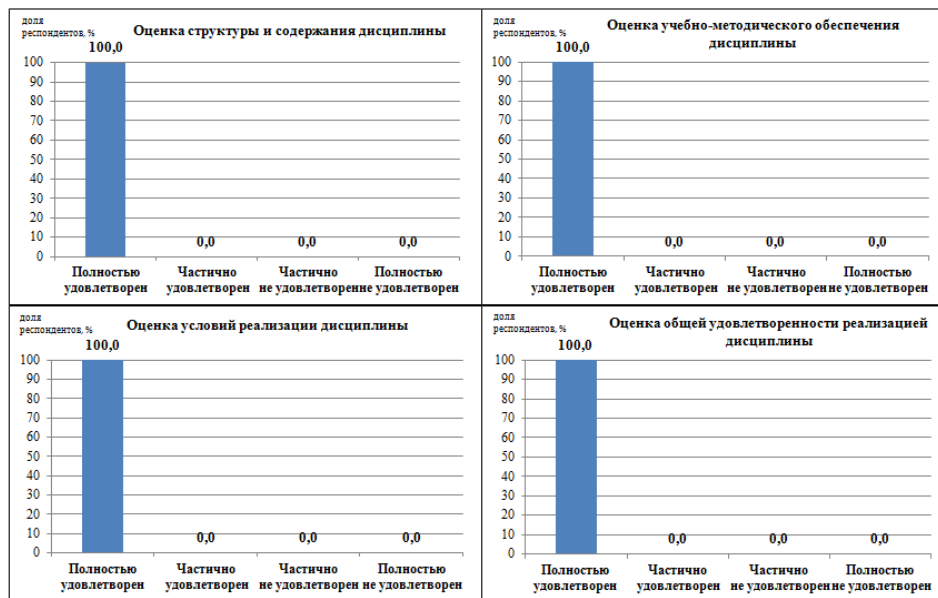 доля
респондентов, %
Оценка структуры и содержания дисциплины
100,0
100
90
80
70
60
50
40
30
20
10
0
0,0 0,0 0,0
Полностью Частично Частично Полностью
удовлетворен удовлетворен не удовлетворен не удовлетворен
доля
респондентов, %
Оценка учебно-методического обеспечения
дисциплины
100,0
100
90
80
70
60
50
40
30
20
10
0
0,0 0,0 0,0
Полностью Частично Частично Полностью
удовлетворен удовлетворен не удовлетворен не удовлетворен
доля
респондентов, %
Оценка условий реализации дисциплины
100,0
100
90
80
70
60
50
40
30
20
10
0
0,0 0,0 0,0
Полностью Частично Частично Полностью
удовлетворен удовлетворен не удовлетворен не удовлетворен
доля
респондентов, %
Оценка общей удовлетворенности реализацией
дисциплины
100,0
100
90
80
70
60
50
40
30
20
10
0
0,0 0,0 0,0
Полностью Частично Частично Полностью
удовлетворен удовлетворен не удовлетворен не удовлетворен